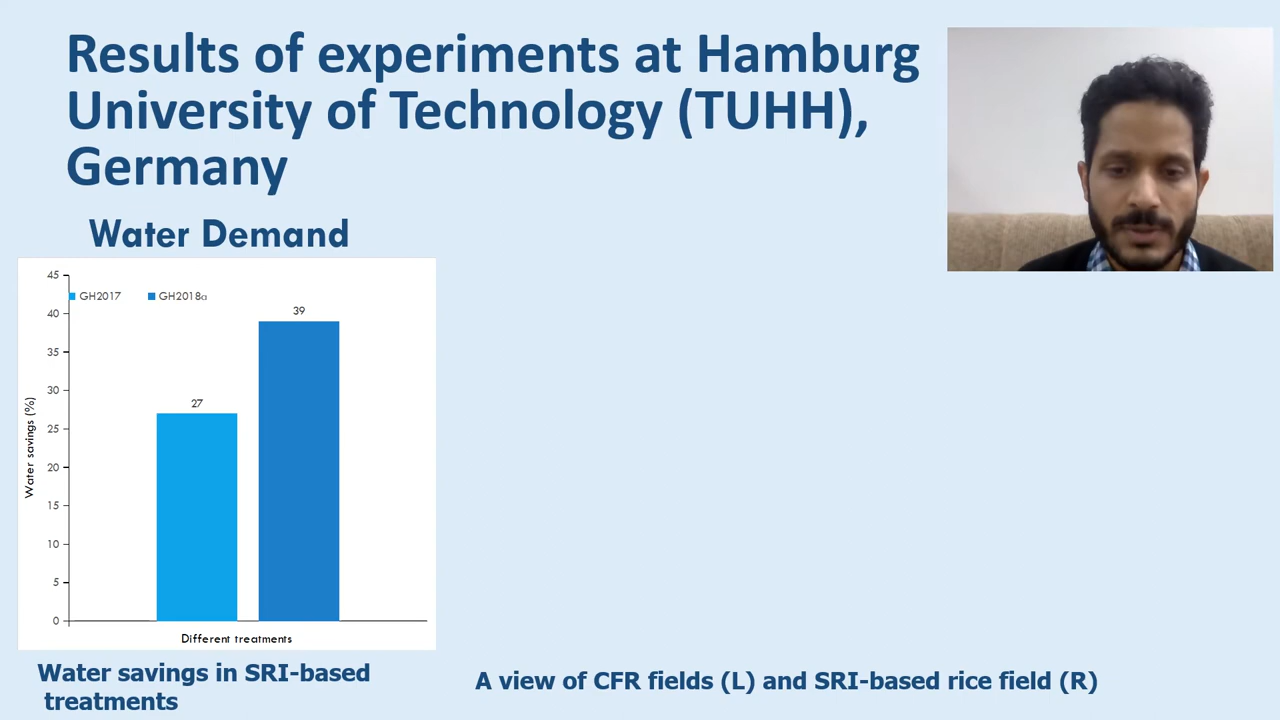 Results of experiments at Hamburg
University of Technology (TUHH),
Germany
Water Demand
45
GH2017
GH2018a
40
39
35
30
27
25
20
15
10
5
0
Water savings (%)
Different treatments
Water savings in SRI-based
treatments
A view of CFR fields (L) and SRI-based rice field (R)